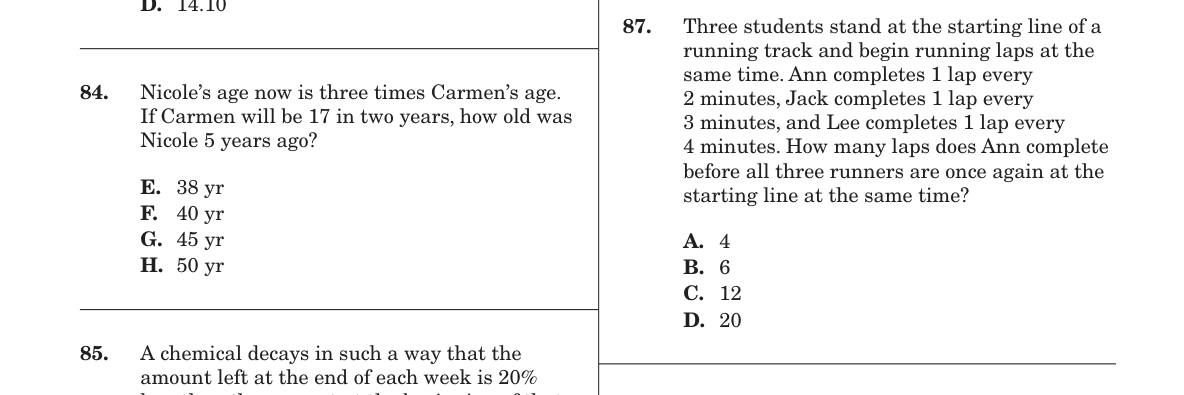 D. 14.10
84. Nicole's age now is three times Carmen's age.
If Carmen will be 17 in two years, how old was
Nicole 5 years ago?
E. 38 yr
F. 40 yr
G. 45 yr
H. 50 yr
85. A chemical decays in such a way that the
amount left at the end of each week is 20%
87. Three students stand at the starting line of a
running track and begin running laps at the
same time. Ann completes 1 lap every
2 minutes, Jack completes 1 lap every
3 minutes, and Lee completes 1 lap every
4 minutes. How many laps does Ann complete
before all three runners are once again at the
starting line at the same time?
A. 4
B. 6
C. 12
D. 20